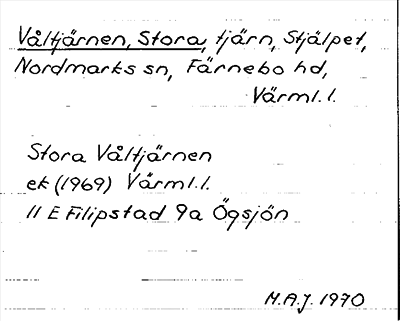 Våltjärnen, Stora, tjärn, Stjälpet,
Nordmarks sn, Färnebo hd,
Värml. l.
Stora Våltjärnen
ek (1969) Värml. l.
11 E Filipstad 9a Ögsjön
M.A.J. 1970